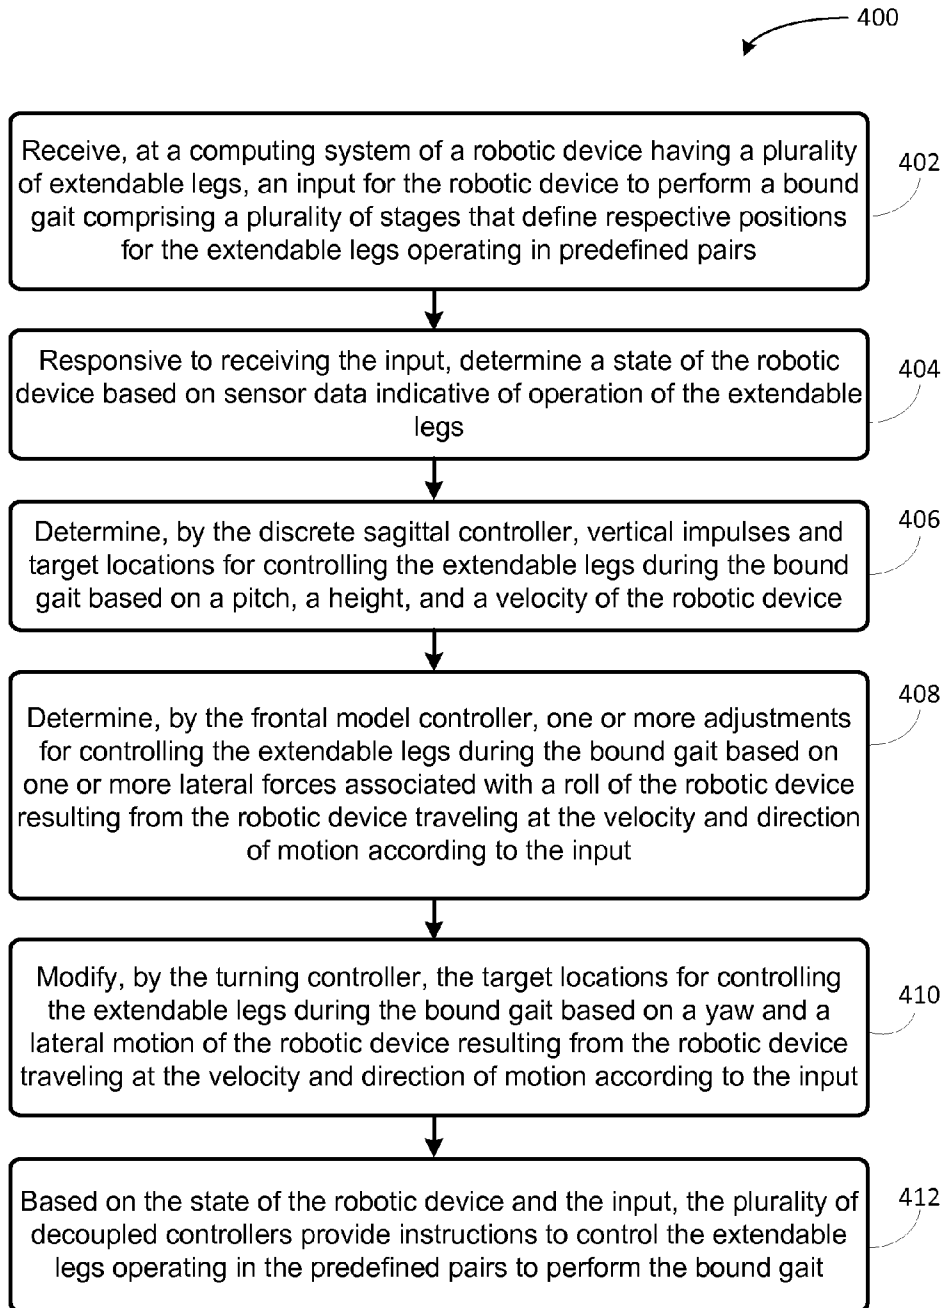 400
Receive, at a computing system of a robotic device having a plurality
of extendable legs, an input for the robotic device to perform a bound
gait comprising a plurality of stages that define respective positions
for the extendable legs operating in predefined pairs
402
Responsive to receiving the input, determine a state of the robotic
device based on sensor data indicative of operation of the extendable
legs
404
Determine, by the discrete sagittal controller, vertical impulses and
target locations for controlling the extendable legs during the bound
gait based on a pitch, a height, and a velocity of the robotic device
406
Determine, by the frontal model controller, one or more adjustments
for controlling the extendable legs during the bound gait based on
one or more lateral forces associated with a roll of the robotic device
resulting from the robotic device traveling at the velocity and direction
of motion according to the input
408
Modify, by the turning controller, the target locations for controlling
the extendable legs during the bound gait based on a yaw and a
lateral motion of the robotic device resulting from the robotic device
traveling at the velocity and direction of motion according to the input
410
Based on the state of the robotic device and the input, the plurality of
decoupled controllers provide instructions to control the extendable
legs operating in the predefined pairs to perform the bound gait
412